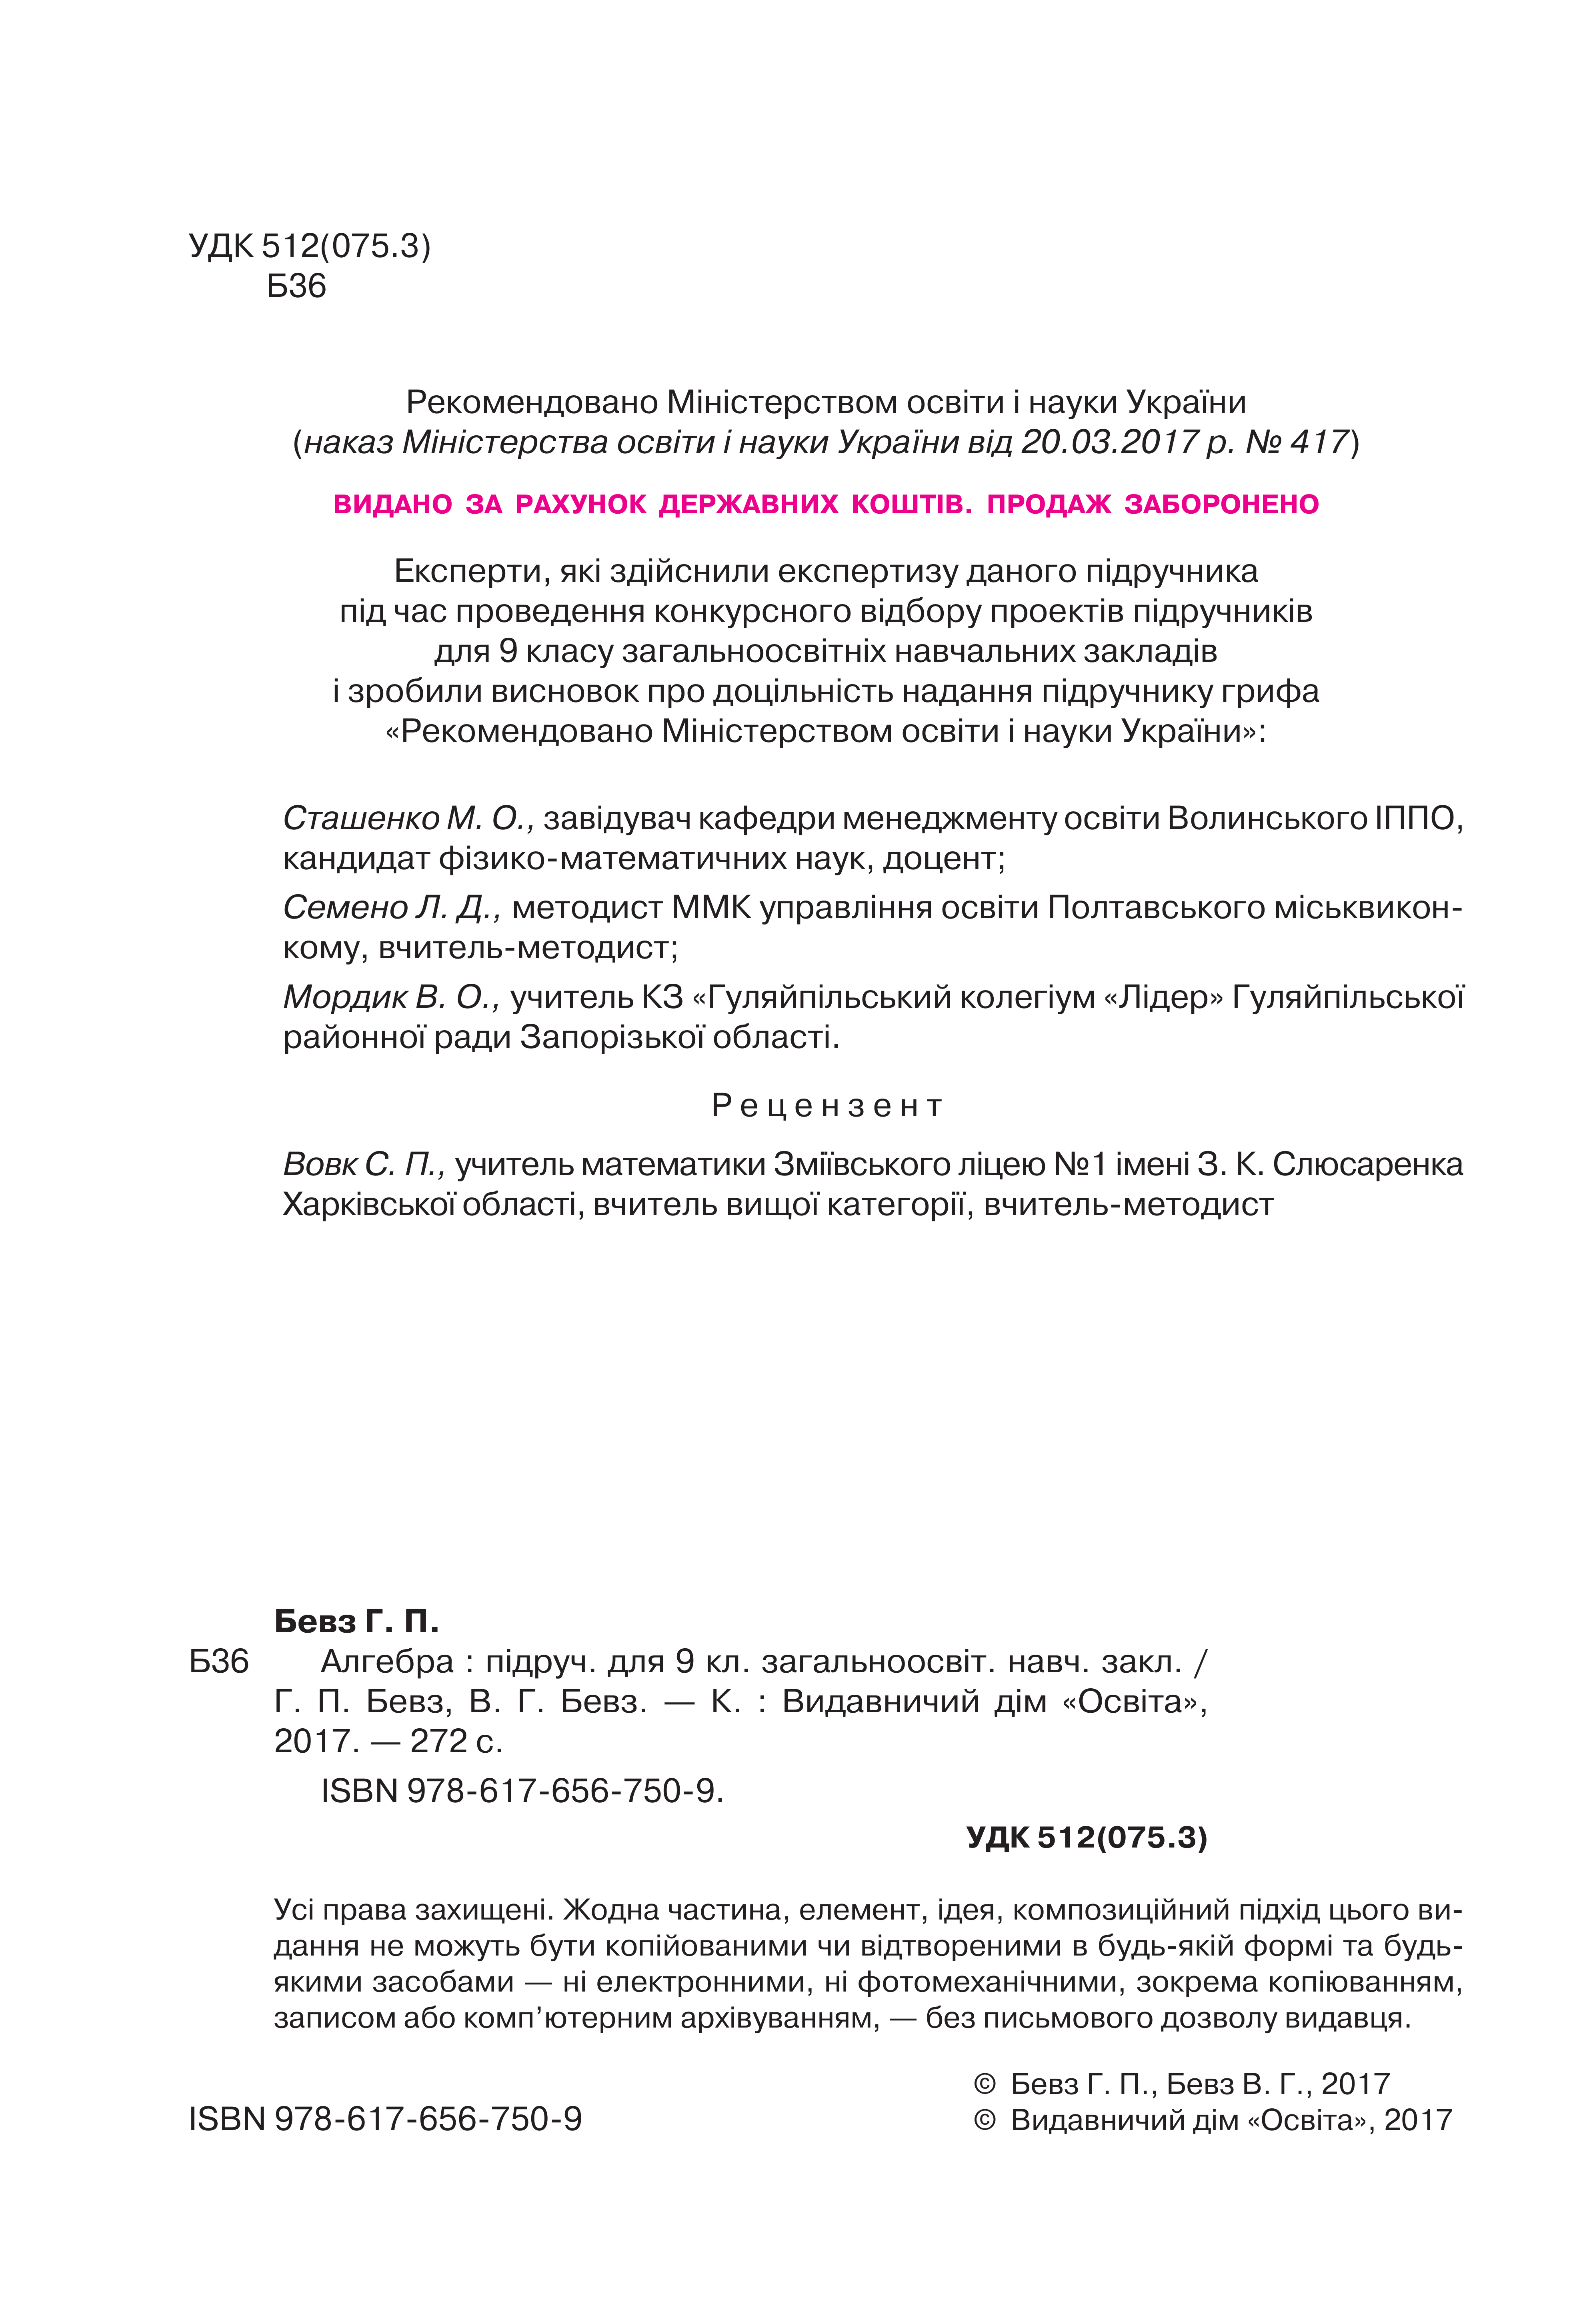 УДК 512(075.3)
Б36
Рекомендовано Міністерством освіти і науки України
(наказ Міністерства освіти і науки України від 20.03.2017 р. № 417)
ВИДАНО ЗА РАХУНОК ДЕРЖАВНИХ КОШТІВ. ПРОДАЖ ЗАБОРОНЕНО
Експерти, які здійснили експертизу даного підручника
під час проведення конкурсного відбору проектів підручників
для 9 класу загальноосвітніх навчальних закладів
і зробили висновок про доцільність надання підручнику грифа
«Рекомендовано Міністерством освіти і науки України»:
Сташенко М. О., завідувач кафедри менеджменту освіти Волинського ІППО,
кандидат фізико-математичних наук, доцент;
Семено Л. Д., методист ММК управління освіти Полтавського міськвикон-
кому, вчитель-методист;
Мордик В. О., учитель КЗ «Гуляйпільський колегіум «Лідер» Гуляйпільської
районної ради Запорізької області.
Рецензент
Вовк С. П., учитель математики Зміївського ліцею №1 імені З. К. Слюсаренка
Харківської області, вчитель вищої категорії, вчитель-методист
Бевз Г. П.
Б36 Алгебра : підруч. для 9 кл. загальноосвіт. навч. закл. /
Г. П. Бевз, В. Г. Бевз. — К. : Видавничий дім «Освіта»,
2017. — 272 с.
ISBN 978-617-656-750-9.
УДК 512(075.3)
Усі права захищені. Жодна частина, елемент, ідея, композиційний підхід цього ви-
дання не можуть бути копійованими чи відтвореними в будь-якій формі та будь-
якими засобами — ні електронними, ні фотомеханічними, зокрема копіюванням,
записом або комп’ютерним архівуванням, — без письмового дозволу видавця.
© Бевз Г. П., Бевз В. Г., 2017
ISBN 978-617-656-750-9 © Видавничий дім «Освіта», 2017